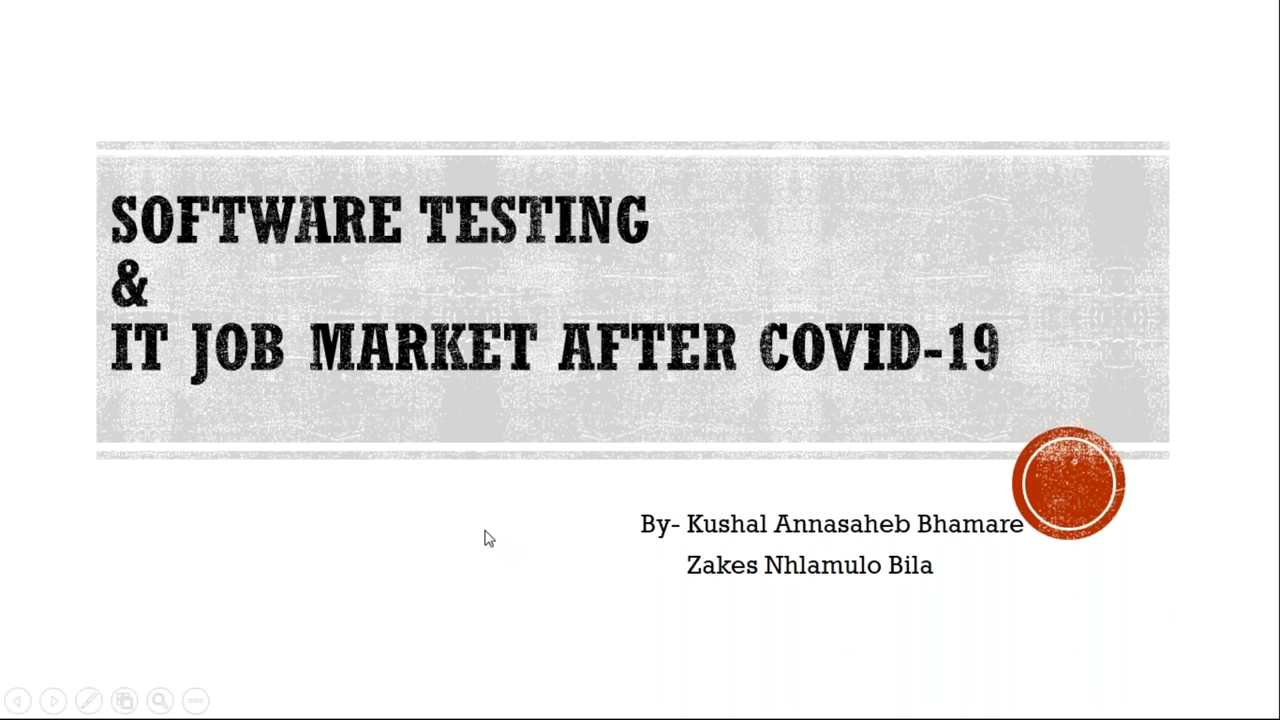 SOFTWARE TESTING
&
IT JOB MARKET AFTER COVID-19
By- Kushal Annasaheb Bhamare
Zakes Nhlamulo Bila